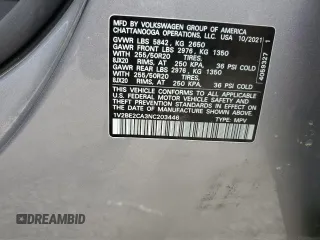 MFD BY VOLKSWAGEN GROUP OF AMERICA
CHATTANOOGA OPERATIONS, LLC. USA 10/2021
GVWR LBS 5842, KG 2650
GAWR FRONT LBS 2976, KG 1350
WITH 255/50R20 TIRES
8JX20 RIMS, AT 250 KPA, 36 PSI COLD
GAWR REAR LBS 2976, KG 1350
WITH 255/50R20 TIRES,
8JX20 RIMS, AT 250 KPA, 36 PSI COLD
THIS VEHICLE CONFORMS TO ALL APPLICABLE
U.S. FEDERAL MOTOR VEHICLE SAFETY AND
THEFT PREVENTION STANDARDS IN EFFECT ON THE
DATE OF MANUFACTURE SHOWN ABOVE.
1V2BE2CA3NC203446 TYPE: MPV
4059327 T
DREAMBID
DREAMBID.COM